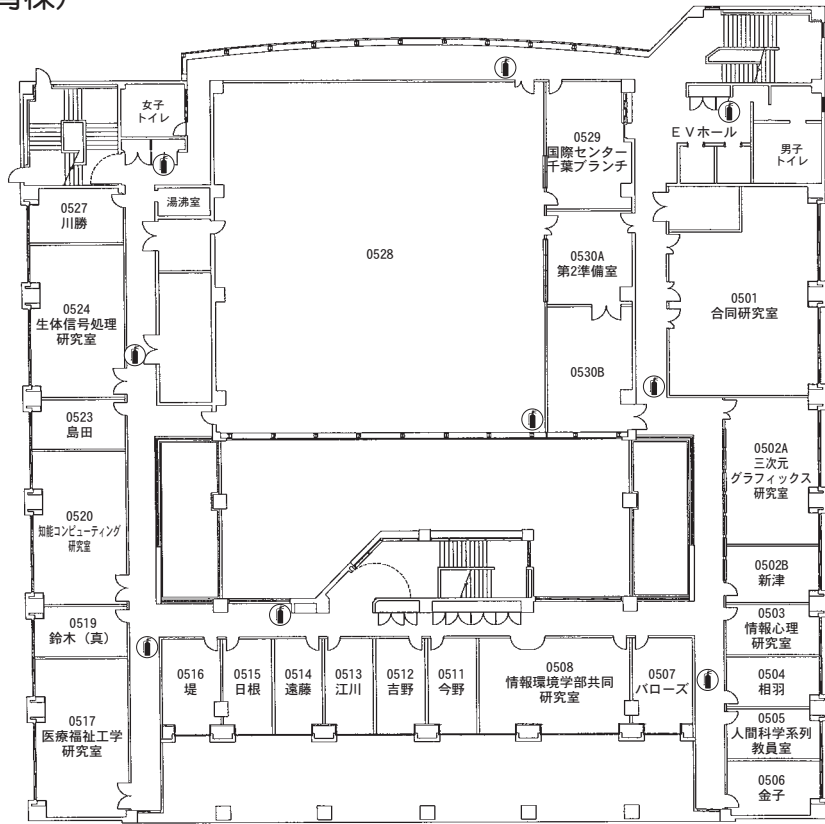 女子
トイレ
0529
国際センター
千葉ブランチ
EVホール
男子
トイレ
湯沸室
0527
川勝
0528
0530A
第2準備室
0501
合同研究室
0524
生体信号処理
研究室
0530B
0523
島田
0502A
三次元
グラフィックス
研究室
0520
知能コンピューティング
研究室
0502B
新津
0519
鈴木（真）
0503
情報心理
研究室
0516
堤
0515
日根
0514
遠藤
0513
江川
0512
吉野
0511
今野
0508
情報環境学部共同
研究室
0507
バローズ
0504
相羽
0517
医療福祉工学
研究室
0505
人間科学系列
教員室
0506
金子